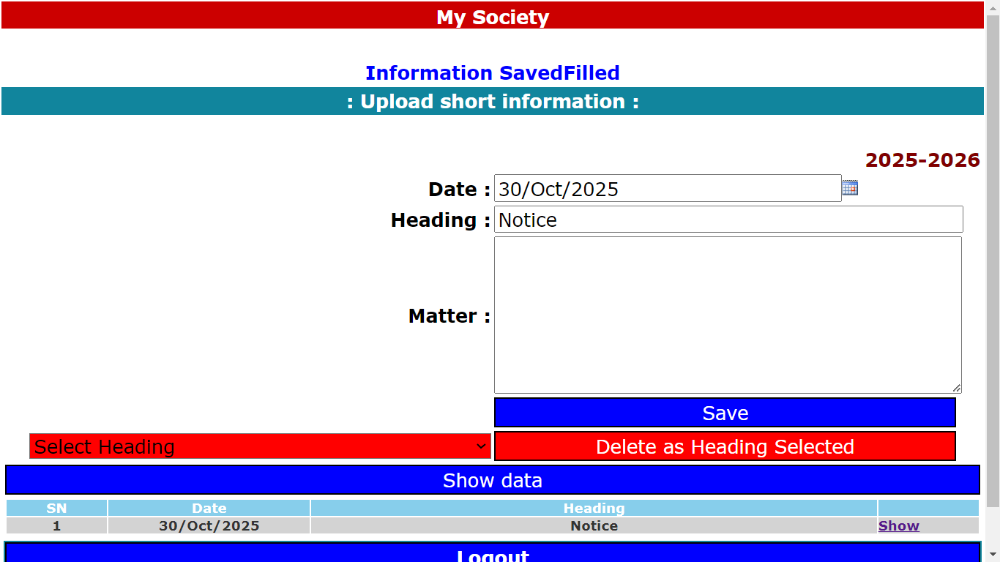 My Society
Information SavedFilled
: Upload short information :
2025-2026
Date : 30/Oct/2025
Heading : Notice
Matter :
Save
Select Heading Delete as Heading Selected
Show data
SN Date Heading
1 30/Oct/2025 Notice Show
Logout